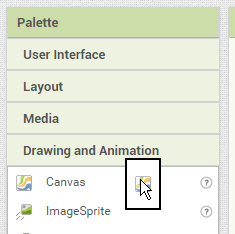 Palette
User Interface
Layout
Media
Drawing and Animation
Canvas ?
ImageSprite ?